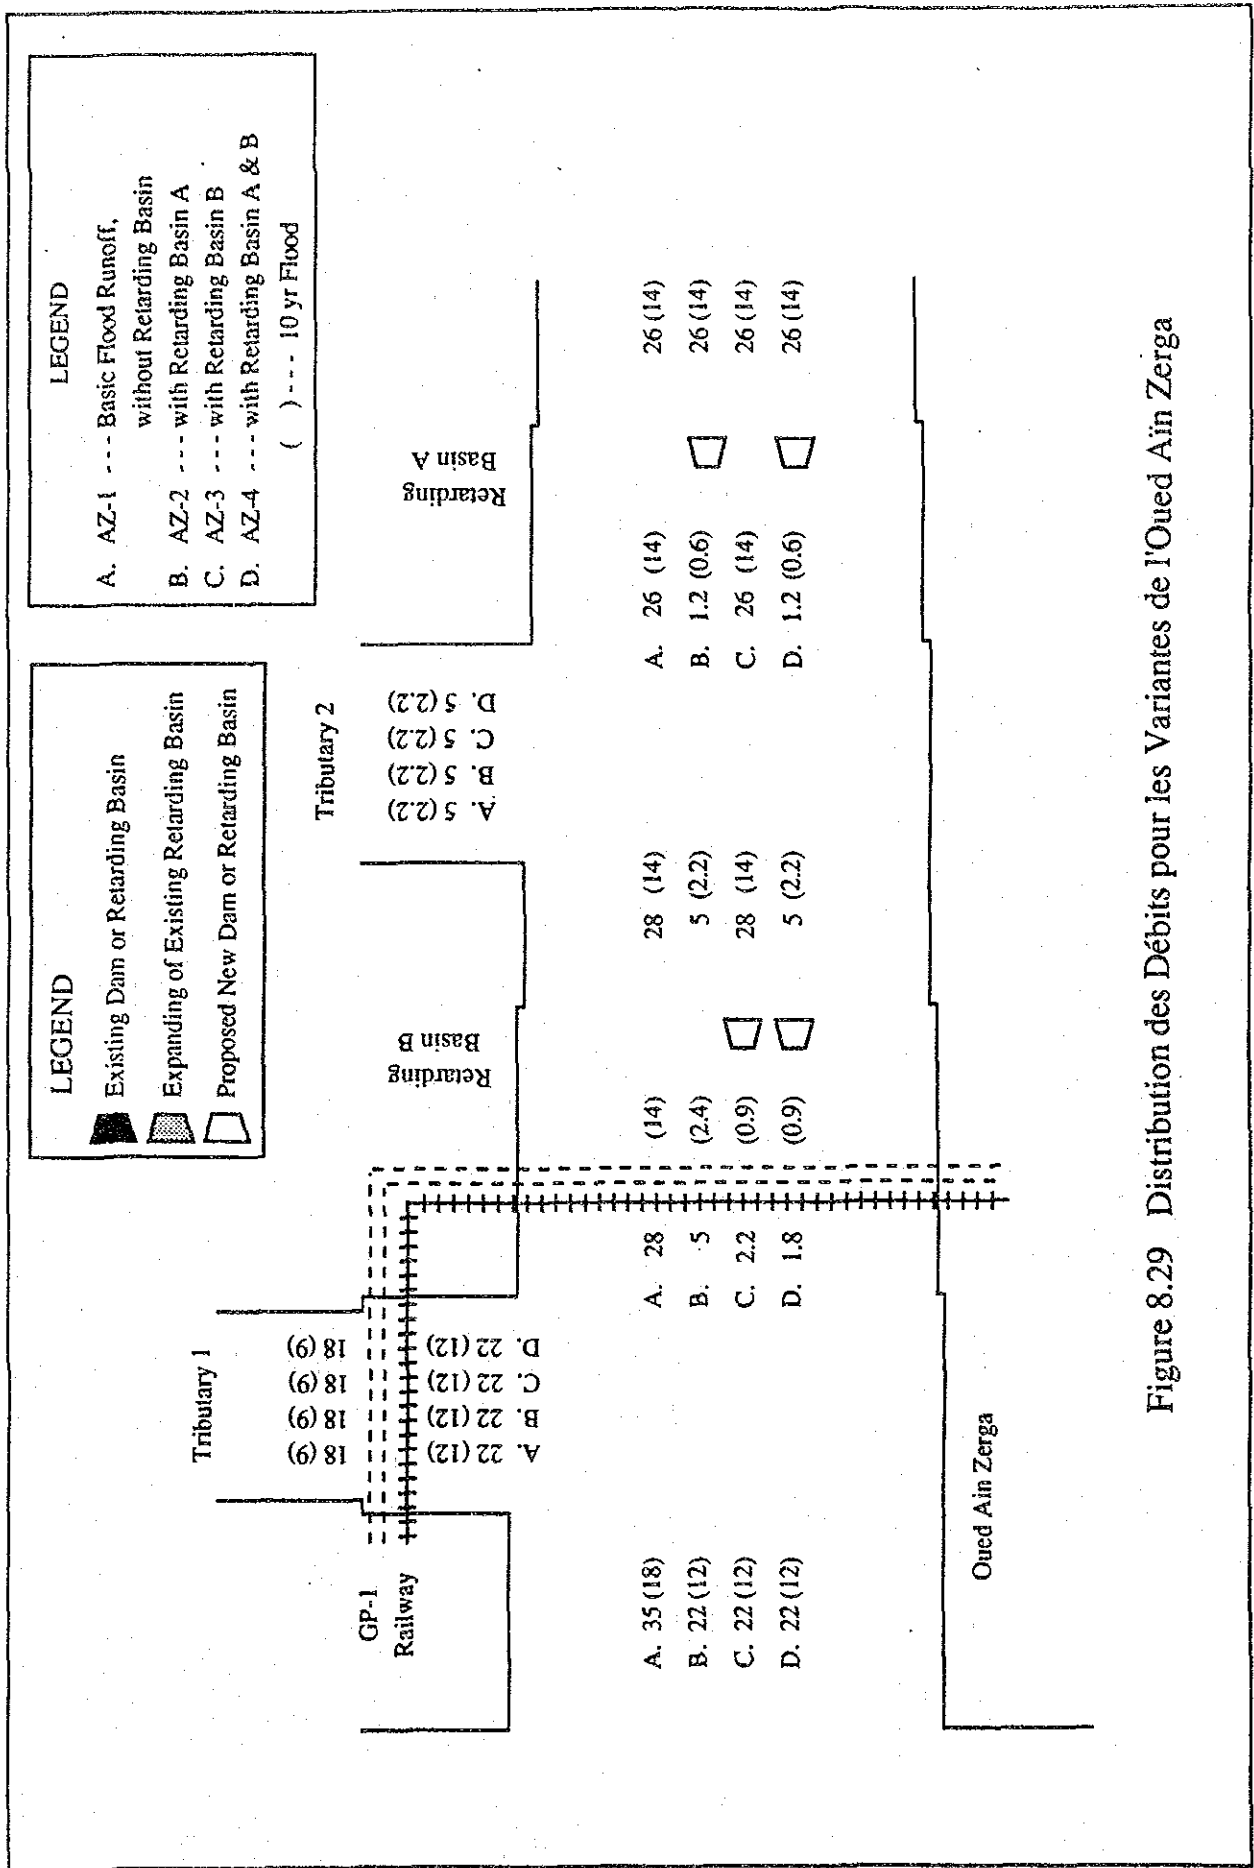 LEGEND
Existing Dam or Retarding Basin
Expanding of Existing Retarding Basin
Proposed New Dam or Retarding Basin
LEGEND
A. AZ-1 --- Basic Flood Runoff,
without Retarding Basin
B. AZ-2 --- with Retarding Basin A
C. AZ-3 --- with Retarding Basin B
D. AZ-4 --- with Retarding Basin A & B
( ) --- 10 yr Flood
Tributary 1
18 (9)
18 (9)
18 (9)
18 (9)
GP-1
Railway
A. 22 (12)
B. 22 (12)
C. 22 (12)
D. 22 (12)
Retarding
Basin B
Tributary 2
A. 5 (2.2)
B. 5 (2.2)
C. 5 (2.2)
D. 5 (2.2)
Retarding
Basin A
A. 35 (18)
B. 22 (12)
C. 22 (12)
D. 22 (12)
A. 28 (14)
B. 5 (2.4)
C. 2.2 (0.9)
D. 1.8 (0.9)
28 (14)
5 (2.2)
28 (14)
5 (2.2)
A. 26 (14)
B. 1.2 (0.6)
C. 26 (14)
D. 1.2 (0.6)
26 (14)
26 (14)
26 (14)
26 (14)
Oued Ain Zerga
Figure 8.29 Distribution des Débits pour les Variantes de l'Oued Aïn Zerga